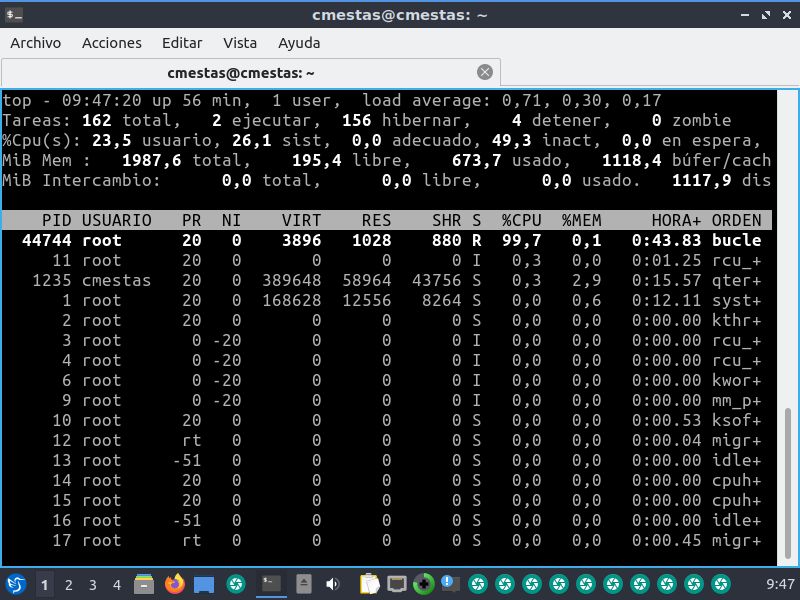 cmestas@cmestas: ~
Archivo Acciones Editar Vista Ayuda
cmestas@cmestas: ~
top - 09:47:20 up 56 min,  1 user,  load average: 0,71, 0,30, 0,17
Tareas: 162 total,   2 ejecutar,  156 hibernar,    4 detener,    0 zombie
%Cpu(s): 23,5 usuario, 26,1 sist,  0,0 adecuado, 49,3 inact,  0,0 en espera,
MiB Mem :   1987,6 total,    195,4 libre,    673,7 usado,   1118,4 búfer/cach
MiB Intercambio:      0,0 total,      0,0 libre,      0,0 usado.   1117,9 dis
PID USUARIO   PR  NI    VIRT    RES    SHR S  %CPU  %MEM     HORA+ ORDEN
44744 root      20   0    3896   1028    880 R  99,7   0,1   0:43.83 bucle
11 root      20   0       0      0      0 I   0,3   0,0   0:01.25 rcu_+
1235 cmestas   20   0  389648  58964  43756 S   0,3   2,9   0:15.57 qter+
1 root      20   0  168628  12556   8264 S   0,0   0,6   0:12.11 syst+
2 root      20   0       0      0      0 S   0,0   0,0   0:00.00 kthr+
3 root       0 -20       0      0      0 I   0,0   0,0   0:00.00 rcu_+
4 root       0 -20       0      0      0 I   0,0   0,0   0:00.00 rcu_+
6 root       0 -20       0      0      0 I   0,0   0,0   0:00.00 kwor+
9 root       0 -20       0      0      0 I   0,0   0,0   0:00.00 mm_p+
10 root      20   0       0      0      0 S   0,0   0,0   0:00.53 ksof+
12 root      rt   0       0      0      0 S   0,0   0,0   0:00.04 migr+
13 root     -51   0       0      0      0 S   0,0   0,0   0:00.00 idle+
14 root      20   0       0      0      0 S   0,0   0,0   0:00.00 cpuh+
15 root      20   0       0      0      0 S   0,0   0,0   0:00.00 cpuh+
16 root     -51   0       0      0      0 S   0,0   0,0   0:00.00 idle+
17 root      rt   0       0      0      0 S   0,0   0,0   0:00.45 migr+
1 2 3 4 9:47